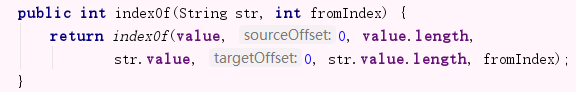 public int indexOf(String str, int fromIndex) {
return indexOf(value, sourceOffset: 0, value.length,
str.value, targetOffset: 0, str.value.length, fromIndex);
}